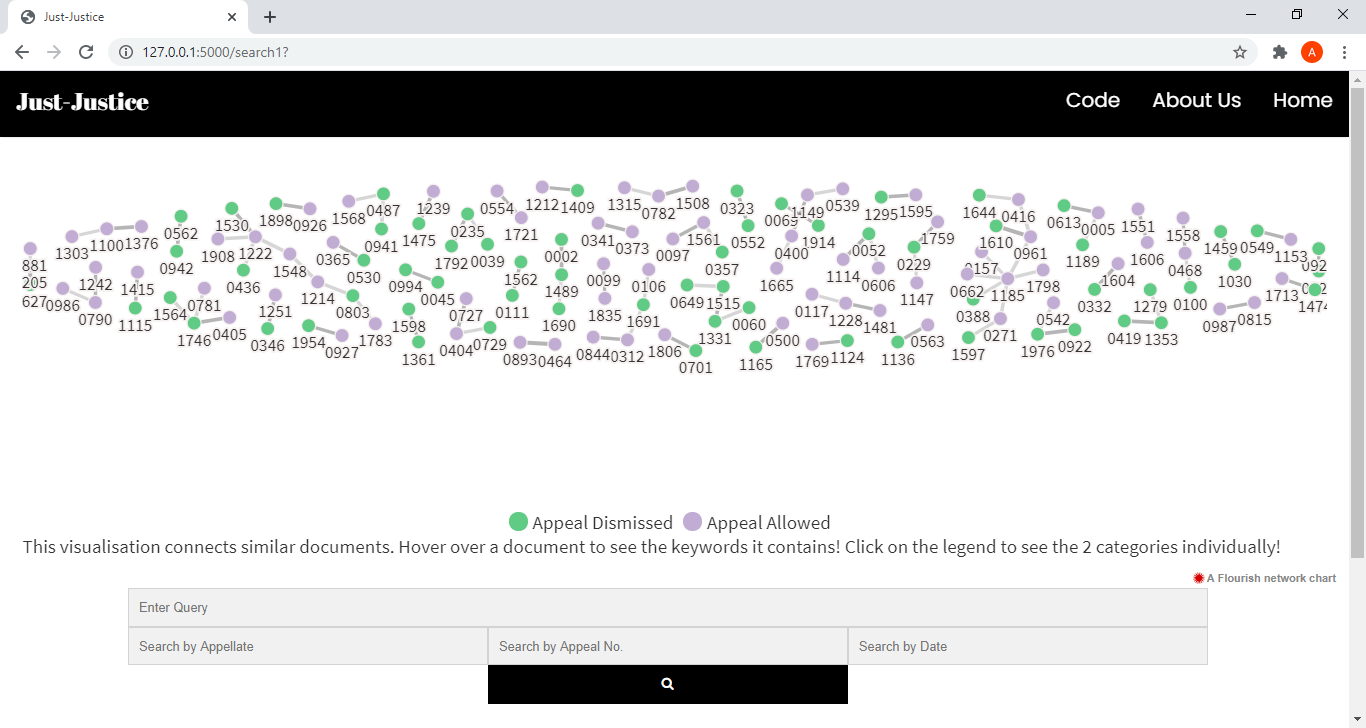 Just-Justice
127.0.0.1:5000/search1?
A
Just-Justice
Code About Us Home
1212 1409 1315 0782 1508
1568 0487 1239 0554 0323 0539 1295 1595 1644 0416
1530 1898 0926 0069 1149 0613 0005 1551
0562 1721 1558
1303 1100 1376 0941 1475 0235 0341 0373 1561 0552 1914 1759 1610 1459 0549
1908 1222 0365 1792 0039 0002 0097 0400 0052 0961 1153
881 0942 1548 0530 0357 0229 0157 1189 1606 0468
205 1242 0436 0994 1562 0099 0106 1665 1114 0606 1604 1030
627 0986 1415 0781 1214 0045 1489 0649 1515 1147 0662 1185 1798 1713
0790 1564 1251 0803 0727 0111 1835 1691 0117 0388 0332 1279 0100 1474
1115 1746 0405 0346 1598 1690 0060 1228 1481 0542 0987 0815
1954 0927 1783 1361 0404 0729 0893 0464 0844 0312 1806 0701 1331 0500 1165 1769 1124 1136 0563 1597 0271 1976 0922 0419 1353
Appeal Dismissed Appeal Allowed
This visualisation connects similar documents. Hover over a document to see the keywords it contains! Click on the legend to see the 2 categories individually!
A Flourish network chart
Enter Query
Search by Appellate Search by Appeal No. Search by Date